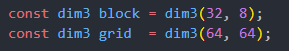 const dim3 block = dim3(32, 8);
const dim3 grid  = dim3(64, 64);